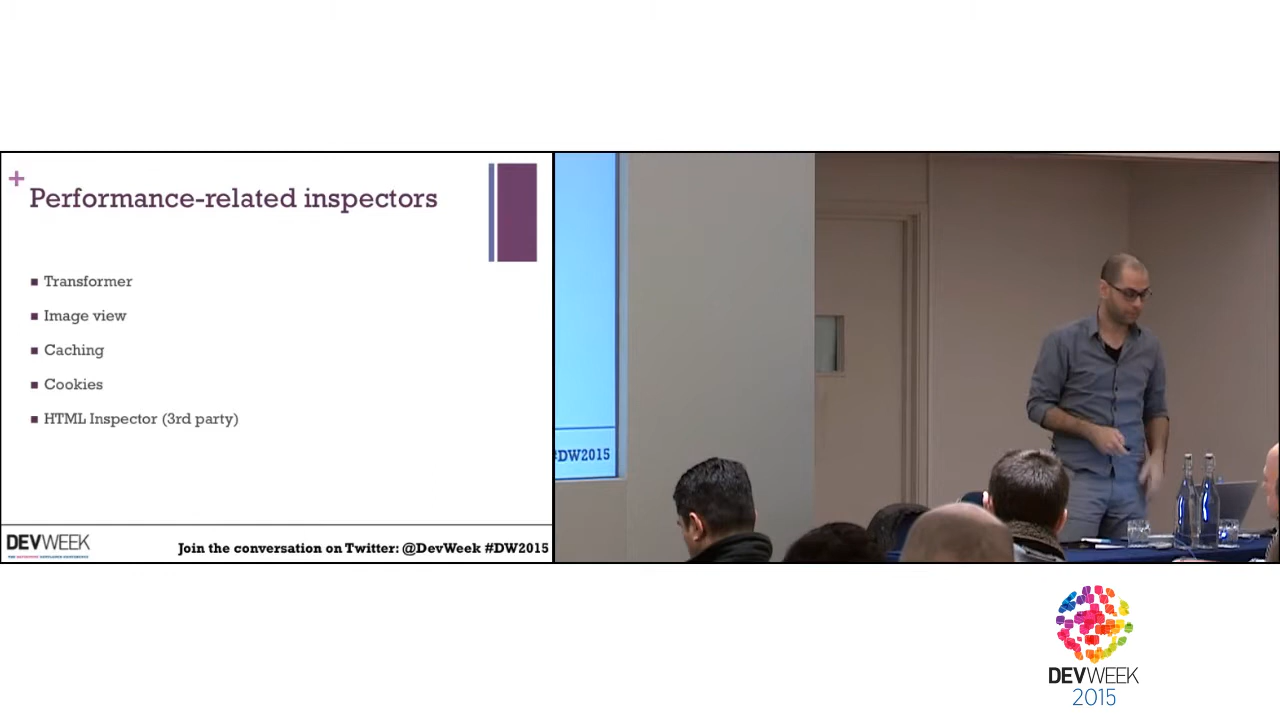 +
Performance-related inspectors
Transformer
Image view
Caching
Cookies
HTML Inspector (3rd party)
DEVWEEK
Join the conversation on Twitter: @DevWeek #DW2015
#DW2015
DEVWEEK
2015